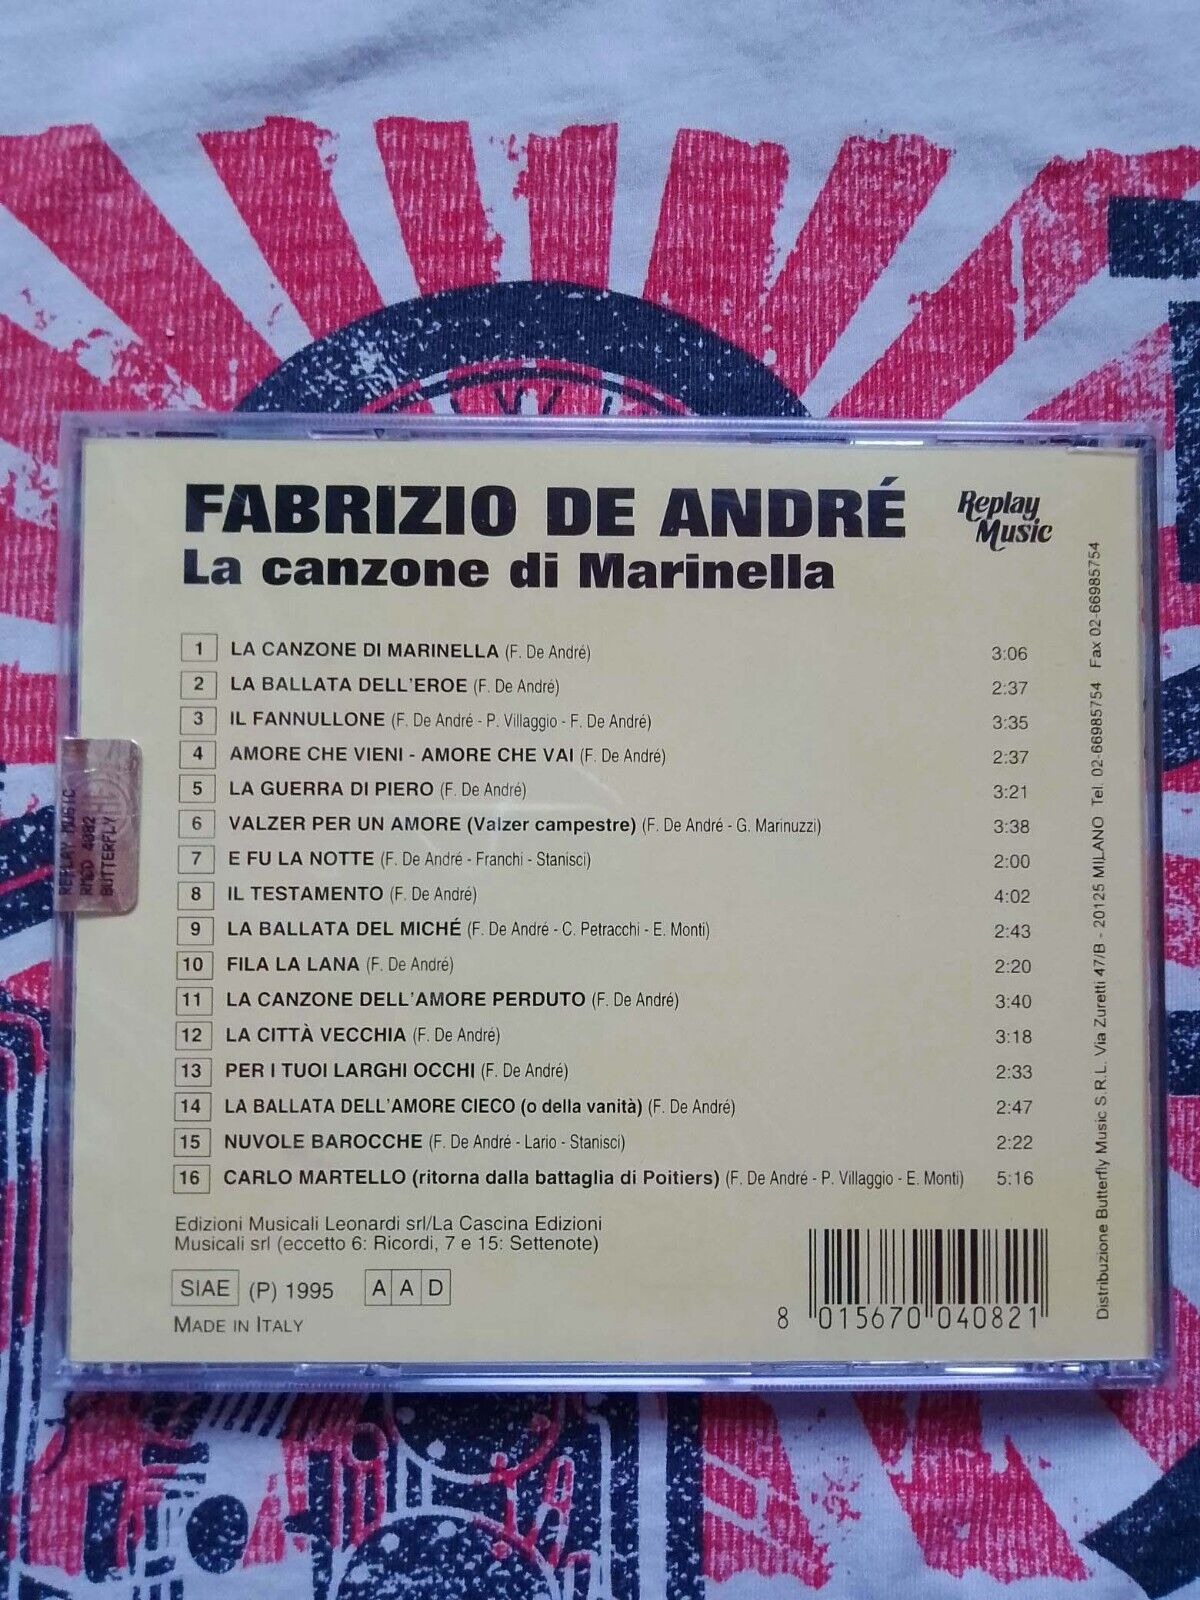 FABRIZIO DE ANDRÉ
La canzone di Marinella
Replay
Music
1 LA CANZONE DI MARINELLA (F. De André) 3:06
2 LA BALLATA DELL'EROE (F. De André) 2:37
3 IL FANNULLONE (F. De André - P. Villaggio - F. De André) 3:35
4 AMORE CHE VIENI - AMORE CHE VAI (F. De André) 2:37
5 LA GUERRA DI PIERO (F. De André) 3:21
6 VALZER PER UN AMORE (Valzer campestre) (F. De André - G. Marinuzzi) 3:38
7 E FU LA NOTTE (F. De André - Franchi - Stanisci) 2:00
8 IL TESTAMENTO (F. De André) 4:02
9 LA BALLATA DEL MICHÉ (F. De André - C. Petracchi - E. Monti) 2:43
10 FILA LA LANA (F. De André) 2:20
11 LA CANZONE DELL'AMORE PERDUTO (F. De André) 3:40
12 LA CITTÀ VECCHIA (F. De André) 3:18
13 PER I TUOI LARGHI OCCHI (F. De André) 2:33
14 LA BALLATA DELL'AMORE CIECO (o della vanità) (F. De André) 2:47
15 NUVOLE BAROCCHE (F. De André - Lario - Stanisci) 2:22
16 CARLO MARTELLO (ritorna dalla battaglia di Poitiers) (F. De André - P. Villaggio - E. Monti) 5:16
Edizioni Musicali Leonardi srl/La Cascina Edizioni
Musicali srl (eccetto 6: Ricordi, 7 e 15: Settenote)
SIAE (P) 1995 A A D
MADE IN ITALY
8 015670 040821
Distribuzione Butterfly Music S.R.L. Via Zuretti 47/B - 20125 MILANO Tel. 02-66985754 Fax 02-66985754
REPLAY MUSIC
RMCD 4082
BUTTERFLY